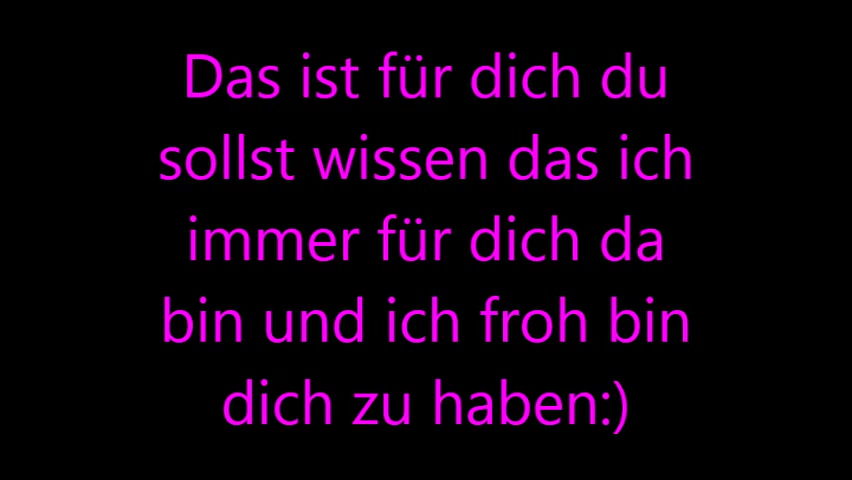 Das ist für dich du
sollst wissen das ich
immer für dich da
bin und ich froh bin
dich zu haben:)